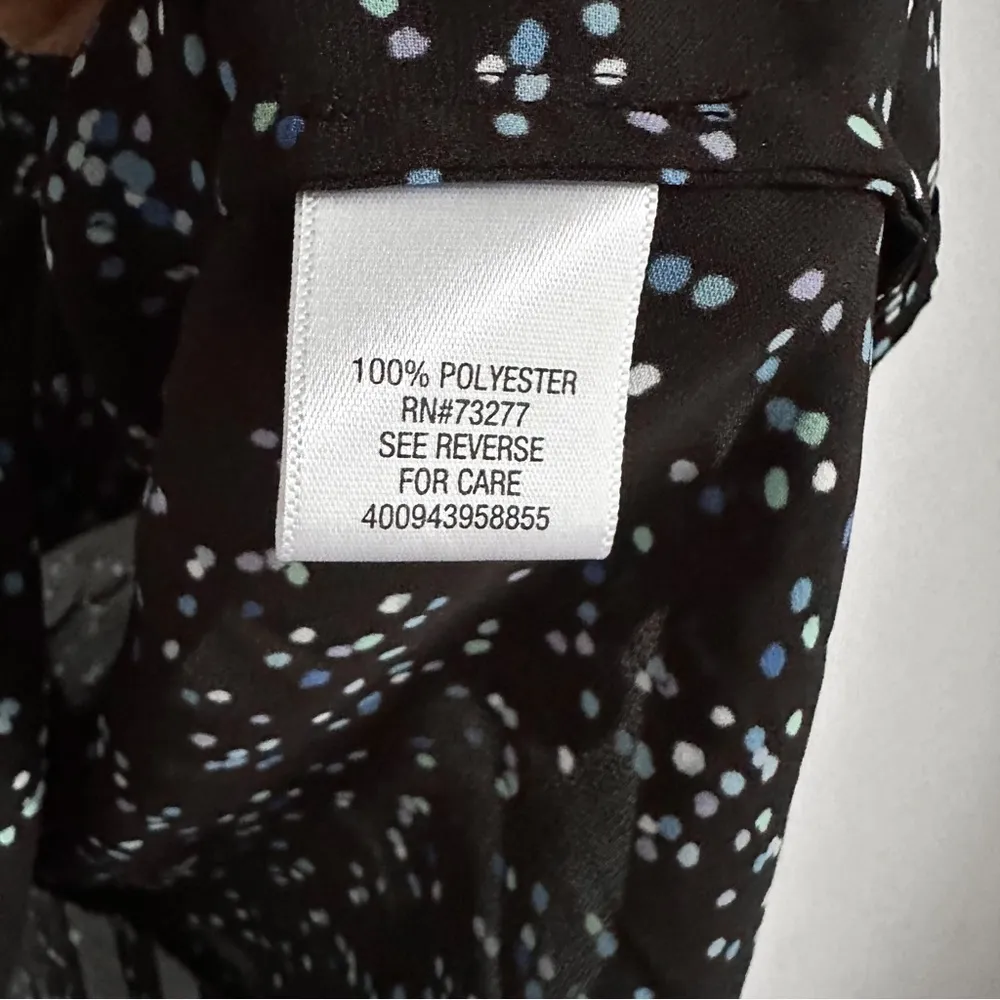 100% POLYESTER
RN#73277
SEE REVERSE
FOR CARE
400943958855